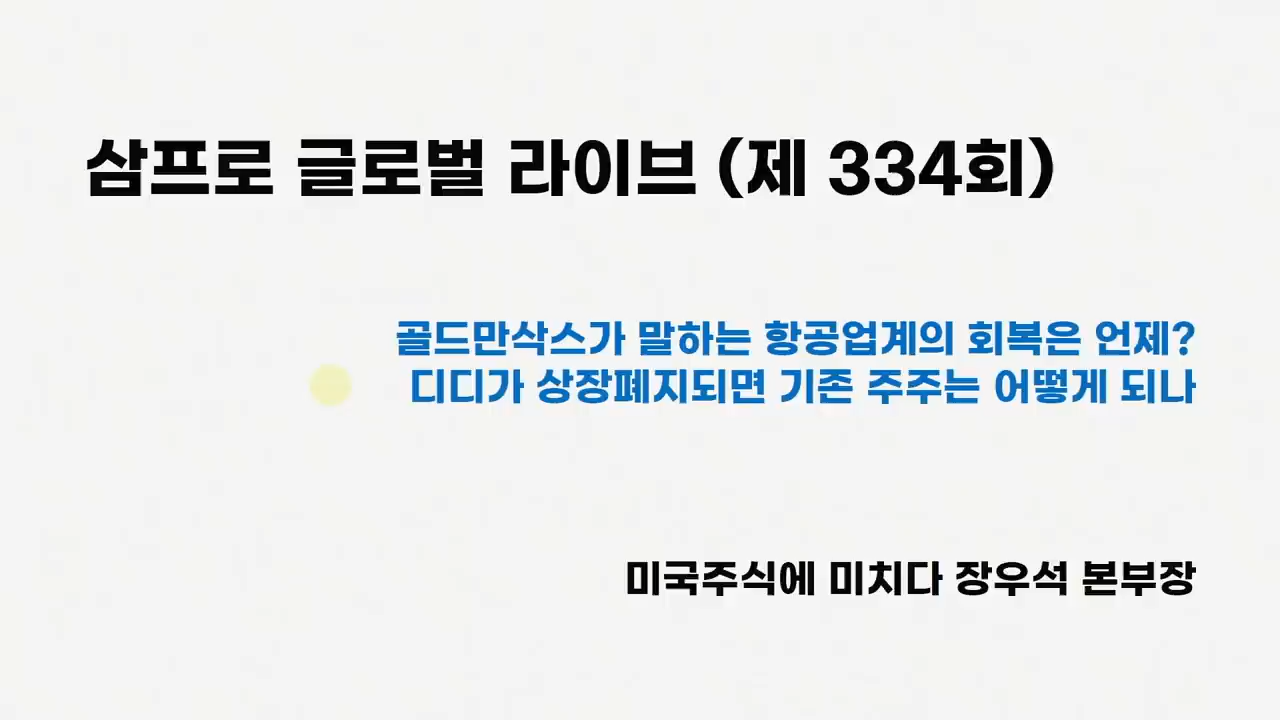 삼프로 글로벌 라이브 (제 334회)
골드만삭스가 말하는 항공업계의 회복은 언제?
디디가 상장폐지되면 기존 주주는 어떻게 되나
미국주식에 미치다 장우석 본부장